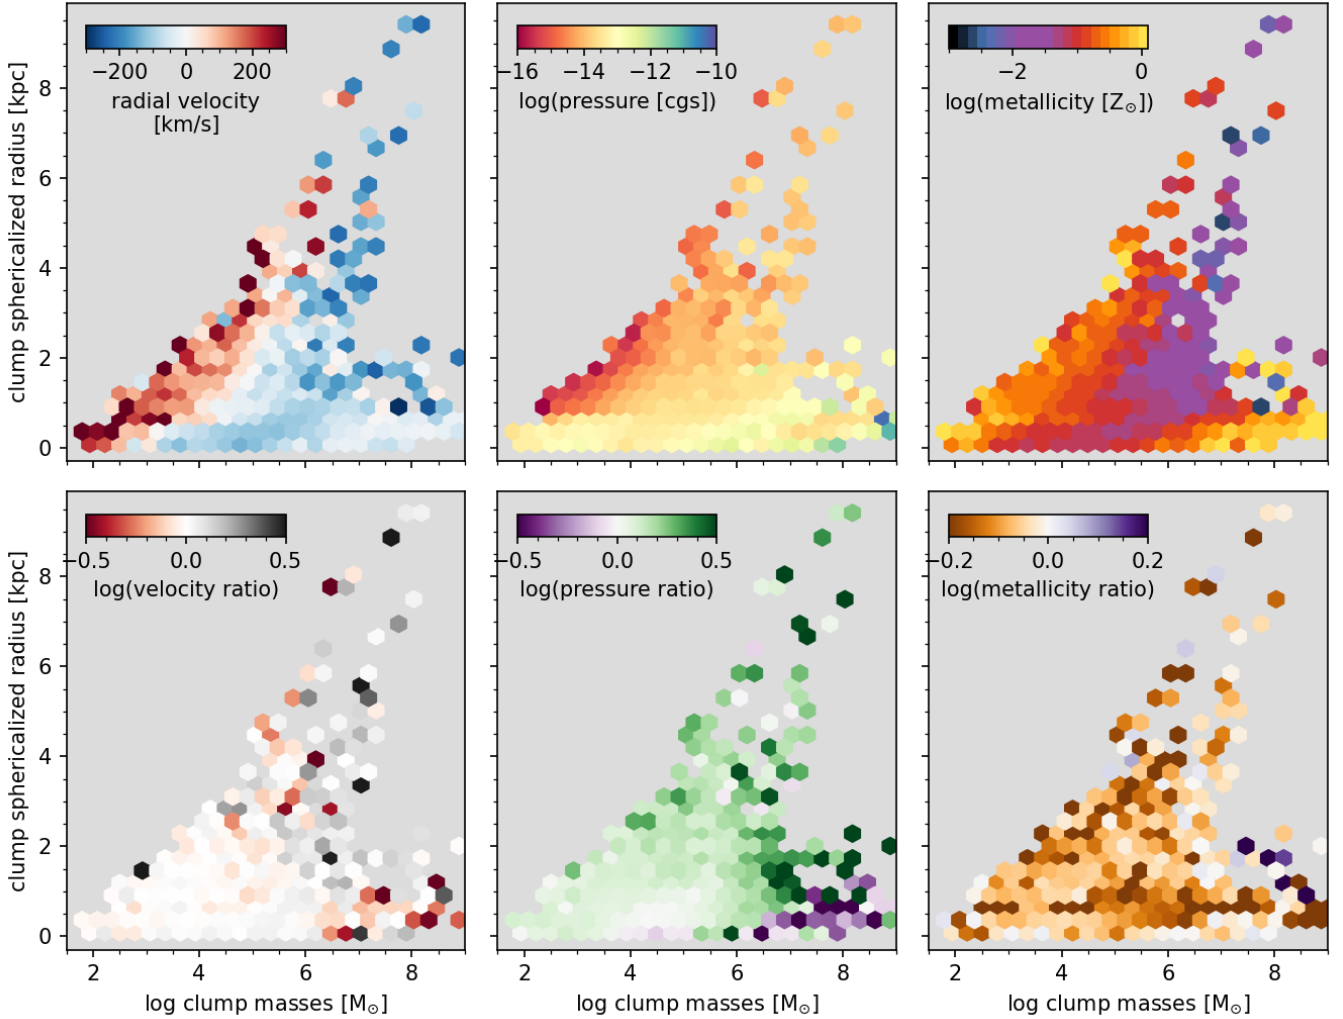 −200 0 200
radial velocity
[km/s]
−16 −14 −12 −10
log(pressure [cgs])
−2 0
log(metallicity [Z⊙])
8
6
4
2
0
clump sphericalized radius [kpc]
−0.5 0.0 0.5
log(velocity ratio)
−0.5 0.0 0.5
log(pressure ratio)
−0.2 0.0 0.2
log(metallicity ratio)
8
6
4
2
0
clump sphericalized radius [kpc]
2 4 6 8
2 4 6 8
2 4 6 8
log clump masses [M⊙]
log clump masses [M⊙]
log clump masses [M⊙]